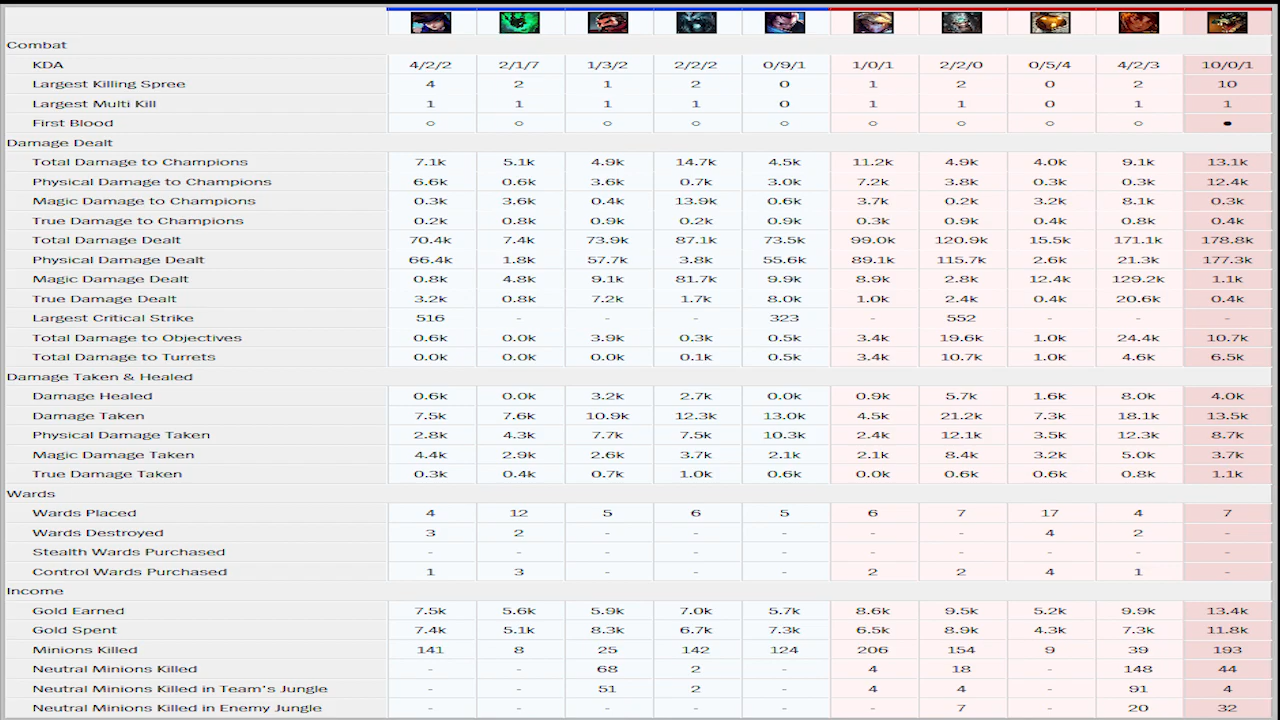 Combat
KDA 4/2/2 2/1/7 1/3/2 2/2/2 0/9/1 1/0/1 2/2/0 0/5/4 4/2/3 10/0/1
Largest Killing Spree 4 2 1 2 0 1 2 0 2 10
Largest Multi Kill 1 1 1 1 0 1 1 0 1 1
First Blood ○ ○ ○ ○ ○ ○ ○ ○ ○ ●
Damage Dealt
Total Damage to Champions 7.1k 5.1k 4.9k 14.7k 4.5k 11.2k 4.9k 4.0k 9.1k 13.1k
Physical Damage to Champions 6.6k 0.6k 3.6k 0.7k 3.0k 7.2k 3.8k 0.3k 0.3k 12.4k
Magic Damage to Champions 0.3k 3.6k 0.4k 13.9k 0.6k 3.7k 0.2k 3.2k 8.1k 0.3k
True Damage to Champions 0.2k 0.8k 0.9k 0.2k 0.9k 0.3k 0.9k 0.4k 0.8k 0.4k
Total Damage Dealt 70.4k 7.4k 73.9k 87.1k 73.5k 99.0k 120.9k 15.5k 171.1k 178.8k
Physical Damage Dealt 66.4k 1.8k 57.7k 3.8k 55.6k 89.1k 115.7k 2.6k 21.3k 177.3k
Magic Damage Dealt 0.8k 4.8k 9.1k 81.7k 9.9k 8.9k 2.8k 12.4k 129.2k 1.1k
True Damage Dealt 3.2k 0.8k 7.2k 1.7k 8.0k 1.0k 2.4k 0.4k 20.6k 0.4k
Largest Critical Strike 516 - - - 323 - 552 - - -
Total Damage to Objectives 0.6k 0.0k 3.9k 0.3k 0.5k 3.4k 19.6k 1.0k 24.4k 10.7k
Total Damage to Turrets 0.0k 0.0k 0.0k 0.1k 0.5k 3.4k 10.7k 1.0k 4.6k 6.5k
Damage Taken & Healed
Damage Healed 0.6k 0.0k 3.2k 2.7k 0.0k 0.9k 5.7k 1.6k 8.0k 4.0k
Damage Taken 7.5k 7.6k 10.9k 12.3k 13.0k 4.5k 21.2k 7.3k 18.1k 13.5k
Physical Damage Taken 2.8k 4.3k 7.7k 7.5k 10.3k 2.4k 12.1k 3.5k 12.3k 8.7k
Magic Damage Taken 4.4k 2.9k 2.6k 3.7k 2.1k 2.1k 8.4k 3.2k 5.0k 3.7k
True Damage Taken 0.3k 0.4k 0.7k 1.0k 0.6k 0.0k 0.6k 0.6k 0.8k 1.1k
Wards
Wards Placed 4 12 5 6 5 6 7 17 4 7
Wards Destroyed 3 2 - - - - - 4 2 -
Stealth Wards Purchased - - - - - - - - - -
Control Wards Purchased 1 3 - - - 2 2 4 1 -
Income
Gold Earned 7.5k 5.6k 5.9k 7.0k 5.7k 8.6k 9.5k 5.2k 9.9k 13.4k
Gold Spent 7.4k 5.1k 8.3k 6.7k 7.3k 6.5k 8.9k 4.3k 7.3k 11.8k
Minions Killed 141 8 25 142 124 206 154 9 39 193
Neutral Minions Killed - - 68 2 - 4 18 - 148 44
Neutral Minions Killed in Team's Jungle - - 51 2 - 4 4 - 91 4
Neutral Minions Killed in Enemy Jungle - - - - - - 7 - 20 32